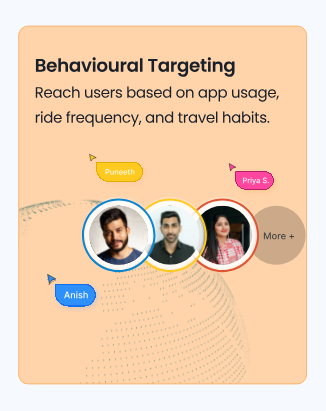 Behavioural Targeting
Reach users based on app usage,
ride frequency, and travel habits.
Puneeth
Priya S.
More +
Anish